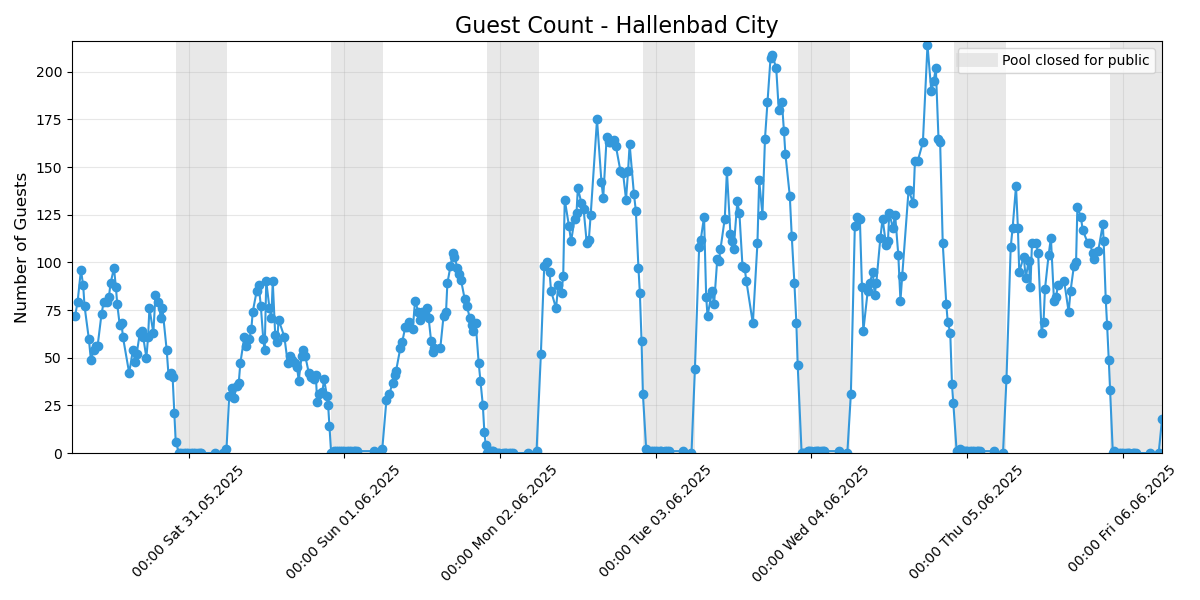 Guest Count - Hallenbad City
Pool closed for public
Number of Guests
200
175
150
125
100
75
50
25
0
00:00 Sat 31.05.2025
00:00 Sun 01.06.2025
00:00 Mon 02.06.2025
00:00 Tue 03.06.2025
00:00 Wed 04.06.2025
00:00 Thu 05.06.2025
00:00 Fri 06.06.2025